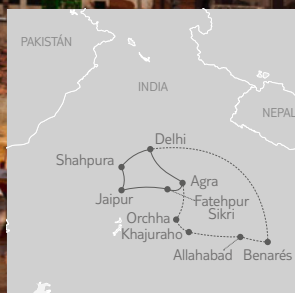 PAKISTÁN
INDIA
NEPAL
Delhi
Shahpura
Agra
Jaipur
Fatehpur
Sikri
Orchha
Khajuraho
Allahabad
Benarés